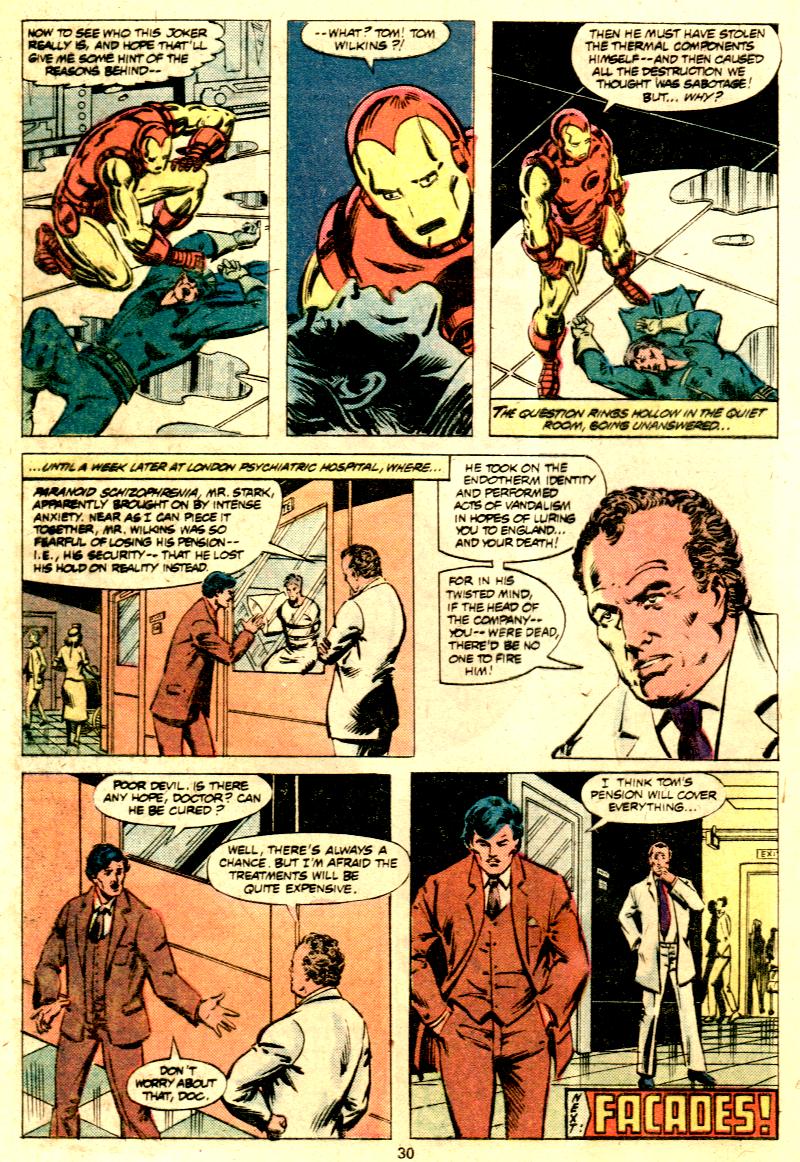 NOW TO SEE WHO THIS JOKER
REALLY IS, AND HOPE THAT'LL
GIVE ME SOME HINT OF THE
REASONS BEHIND--
--WHAT? TOM! TOM
WILKINS?!
THEN HE MUST HAVE STOLEN
THE THERMAL COMPONENTS
HIMSELF--AND THEN CAUSED
ALL THE DESTRUCTION WE
THOUGHT WAS SABOTAGE!
BUT... WHY?
THE QUESTION RINGS HOLLOW IN THE QUIET
ROOM, GOING UNANSWERED...
...UNTIL A WEEK LATER AT LONDON PSYCHIATRIC HOSPITAL, WHERE...
PARANOID SCHIZOPHRENIA, MR. STARK,
APPARENTLY BROUGHT ON BY INTENSE
ANXIETY. NEAR AS I CAN PIECE IT
TOGETHER, MR. WILKINS WAS SO
FEARFUL OF LOSING HIS PENSION--
I.E., HIS SECURITY-- THAT HE LOST
HIS HOLD ON REALITY INSTEAD.
HE TOOK ON THE
ENDOTHERM IDENTITY
AND PERFORMED
ACTS OF VANDALISM
IN HOPES OF LURING
YOU TO ENGLAND...
AND YOUR DEATH!
FOR IN HIS
TWISTED MIND,
IF THE HEAD OF
THE COMPANY--
YOU-- WERE DEAD,
THERE'D BE NO
ONE TO FIRE
HIM!
POOR DEVIL. IS THERE
ANY HOPE, DOCTOR? CAN
HE BE CURED?
WELL, THERE'S ALWAYS A
CHANCE. BUT I'M AFRAID THE
TREATMENTS WILL BE
QUITE EXPENSIVE.
DON'T
WORRY ABOUT
THAT, DOC.
I THINK TOM'S
PENSION WILL COVER
EVERYTHING...
EXI
NEXT:
FACADES!
30